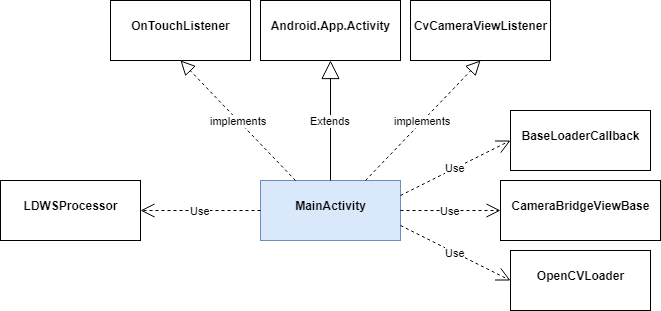 OnTouchListener
Android.App.Activity
CvCameraViewListener
implements
Extends
implements
BaseLoaderCallback
Use
LDWSProcessor
Use
MainActivity
Use
CameraBridgeViewBase
Use
OpenCVLoader